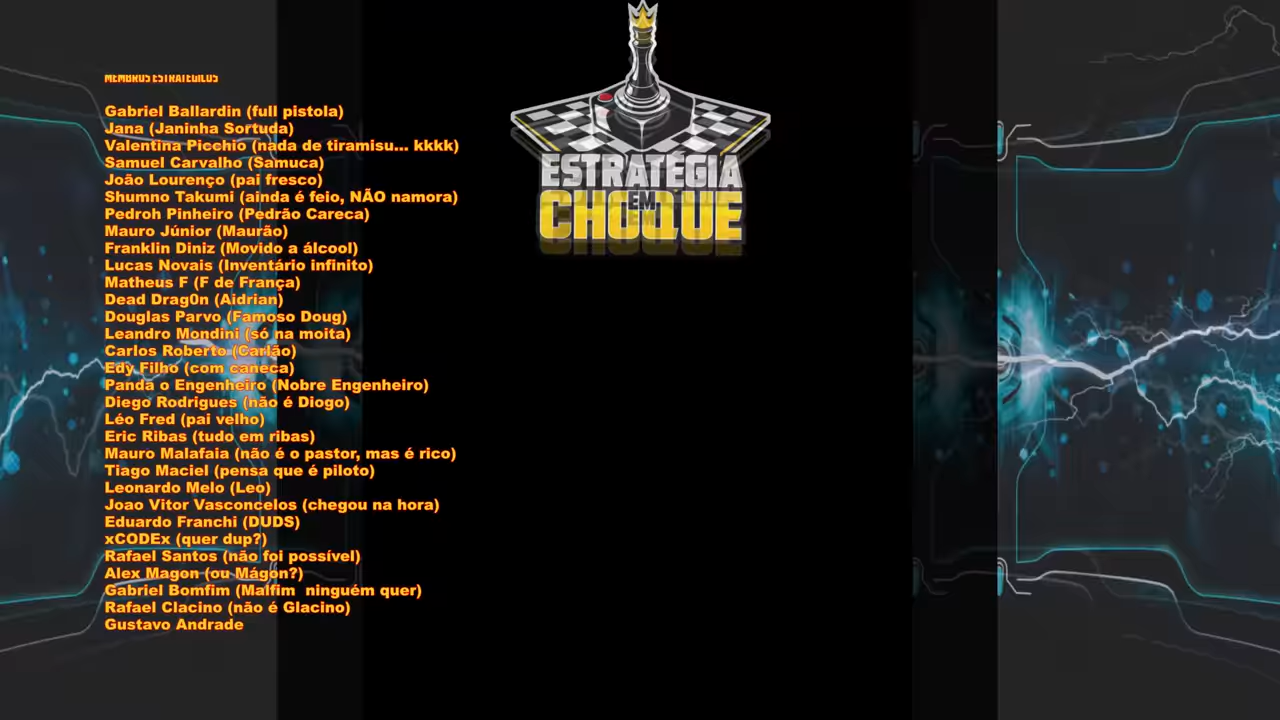 MEMBROS ESTRATÉGICOS
Gabriel Ballardin (full pistola)
Jana (Janinha Sortuda)
Valentina Picchio (nada de tiramisu... kkkk)
Samuel Carvalho (Samuca)
João Lourenço (pai fresco)
Shumno Takumi (ainda é feio, NÃO namora)
Pedroh Pinheiro (Pedrão Careca)
Mauro Júnior (Maurão)
Franklin Diniz (Movido a álcool)
Lucas Novais (Inventário infinito)
Matheus F (F de França)
Dead Drag0n (Aidrian)
Douglas Parvo (Famoso Doug)
Leandro Mondini (só na moita)
Carlos Roberto (Carlão)
Edy Filho (com caneca)
Panda o Engenheiro (Nobre Engenheiro)
Diego Rodrigues (não é Diogo)
Léo Fred (pai velho)
Eric Ribas (tudo em ribas)
Mauro Malafaia (não é o pastor, mas é rico)
Tiago Maciel (pensa que é piloto)
Leonardo Melo (Leo)
Joao Vitor Vasconcelos (chegou na hora)
Eduardo Franchi (DUDS)
xCODEx (quer dup?)
Rafael Santos (não foi possível)
Alex Magon (ou Mágon?)
Gabriel Bomfim (Malfim  ninguém quer)
Rafael Clacino (não é Glacino)
Gustavo Andrade
ESTRATÉGIA
EM
CHOQUE